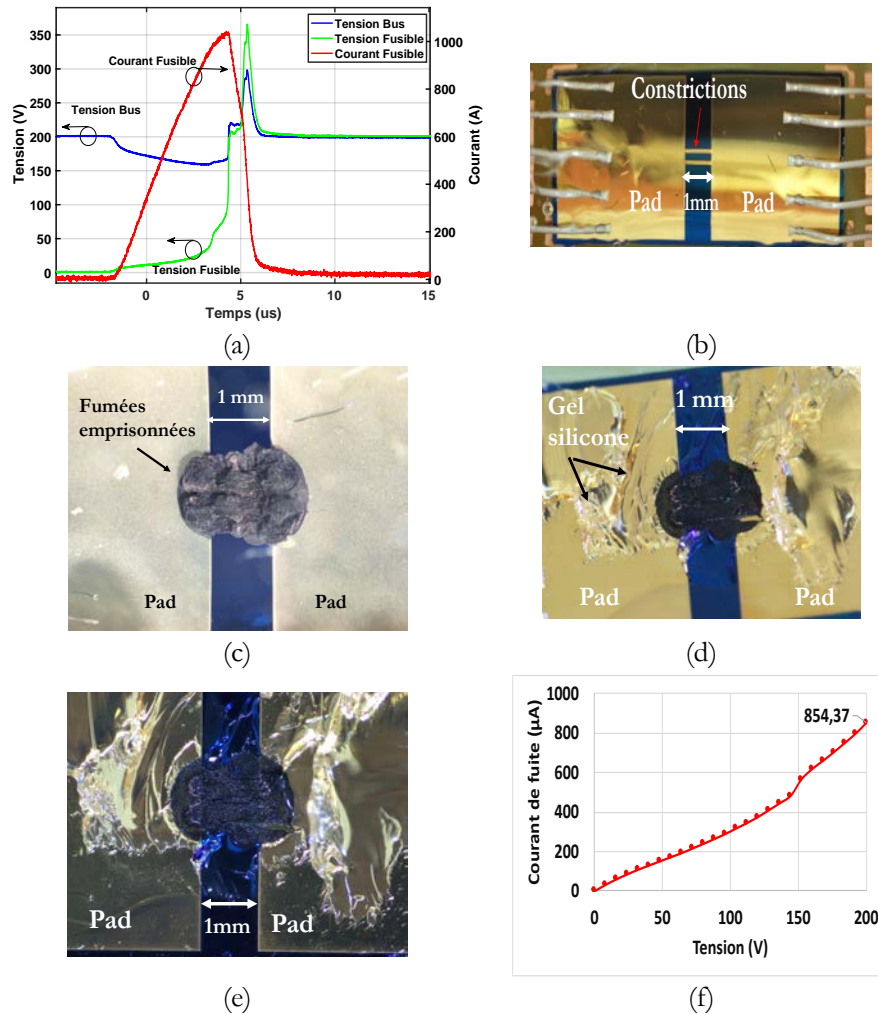 Tension Bus
Tension Fusible
Courant Fusible
Courant Fusible
Tension Bus
Tension Fusible
Tension (V)
350
300
250
200
150
100
50
0
Courant (A)
1000
800
600
400
200
0
0
5
10
15
Temps (us)
(a)
Constrictions
Pad
1mm
Pad
(b)
Fumées
emprisonnées
1 mm
Pad
Pad
(c)
Gel
silicone
1 mm
Pad
Pad
(d)
Pad
1mm
Pad
(e)
Courant de fuite (µA)
1000
800
600
400
200
0
854,37
0
50
100
150
200
Tension (V)
(f)